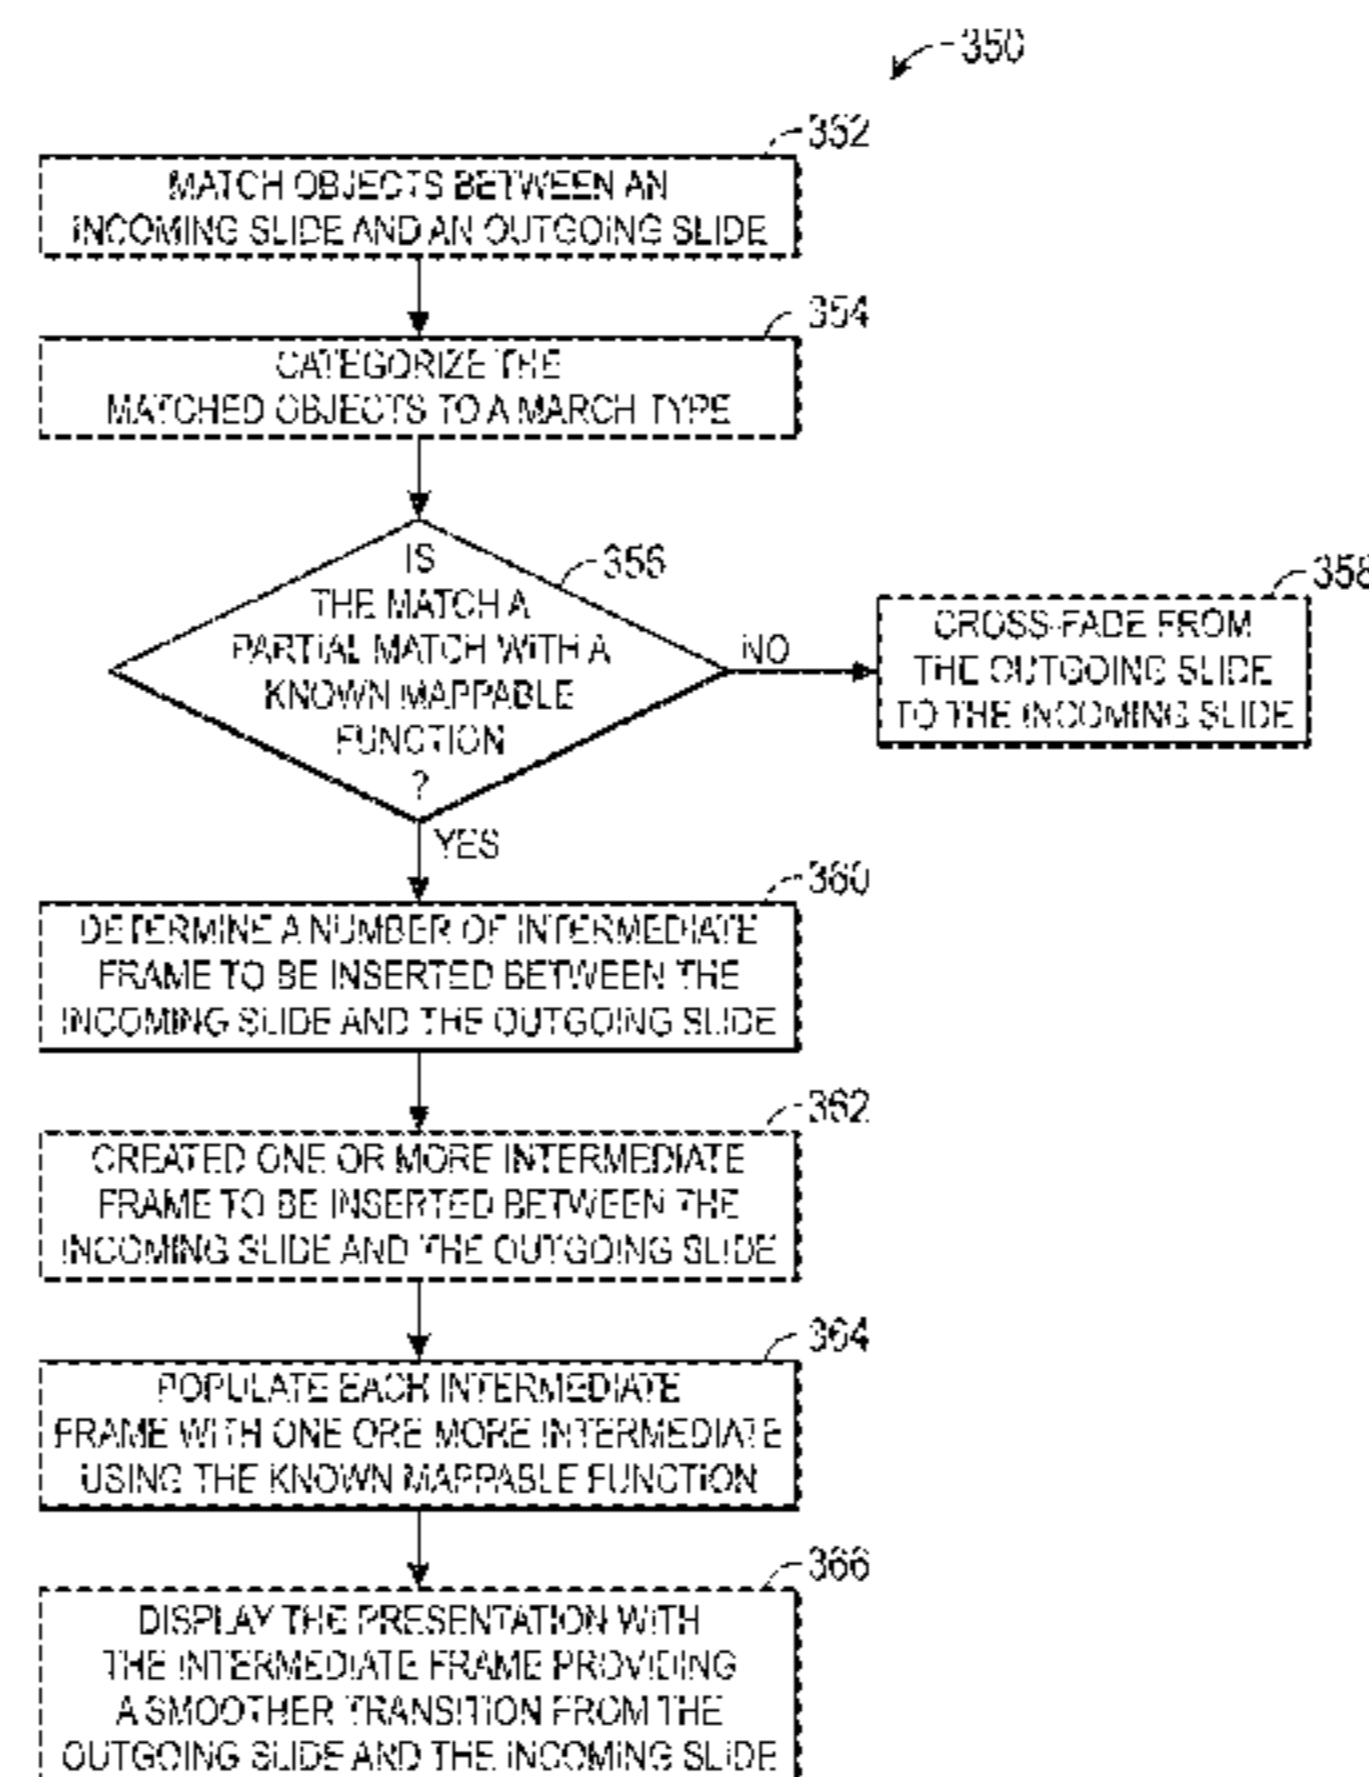 350
352
MATCH OBJECTS BETWEEN AN
INCOMING SLIDE AND AN OUTGOING SLIDE
354
CATEGORIZE THE
MATCHED OBJECTS TO A MARCH TYPE
356
IS
THE MATCH A
PARTIAL MATCH WITH A
KNOWN MAPPABLE
FUNCTION
?
NO
358
CROSS-FADE FROM
THE OUTGOING SLIDE
TO THE INCOMING SLIDE
YES
360
DETERMINE A NUMBER OF INTERMEDIATE
FRAME TO BE INSERTED BETWEEN THE
INCOMING SLIDE AND THE OUTGOING SLIDE
362
CREATED ONE OR MORE INTERMEDIATE
FRAME TO BE INSERTED BETWEEN THE
INCOMING SLIDE AND THE OUTGOING SLIDE
364
POPULATE EACH INTERMEDIATE
FRAME WITH ONE ORE MORE INTERMEDIATE
USING THE KNOWN MAPPABLE FUNCTION
366
DISPLAY THE PRESENTATION WITH
THE INTERMEDIATE FRAME PROVIDING
A SMOOTHER TRANSITION FROM THE
OUTGOING SLIDE AND THE INCOMING SLIDE